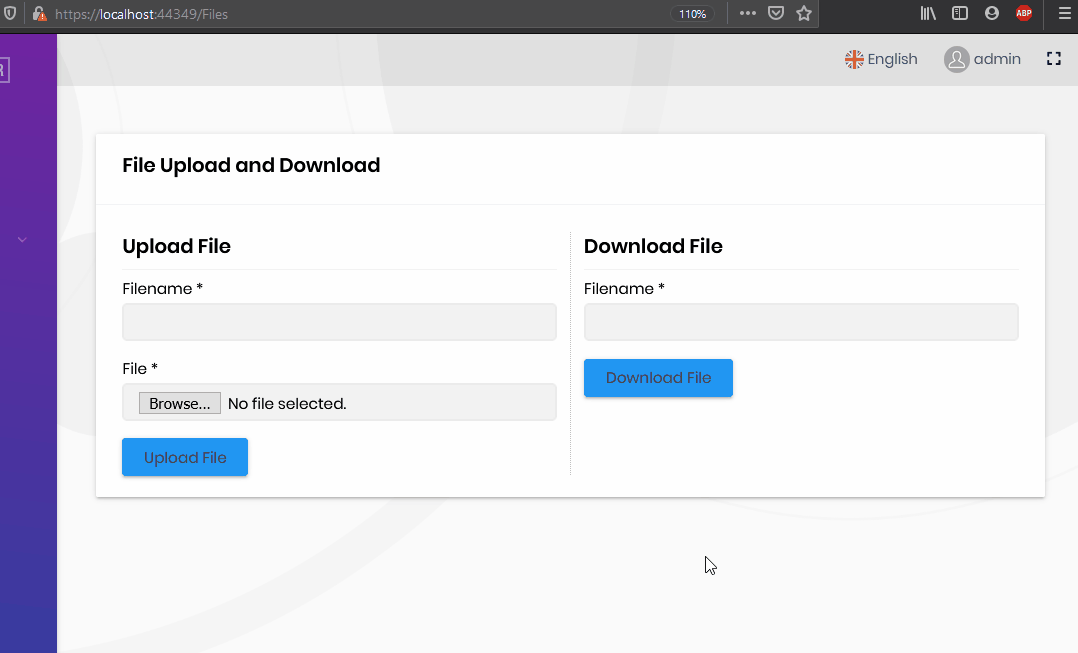 https://localhost:44349/Files
110%
ABP
English
admin
R
File Upload and Download
Upload File
Filename *
File *
Browse... No file selected.
Upload File
Download File
Filename *
Download File